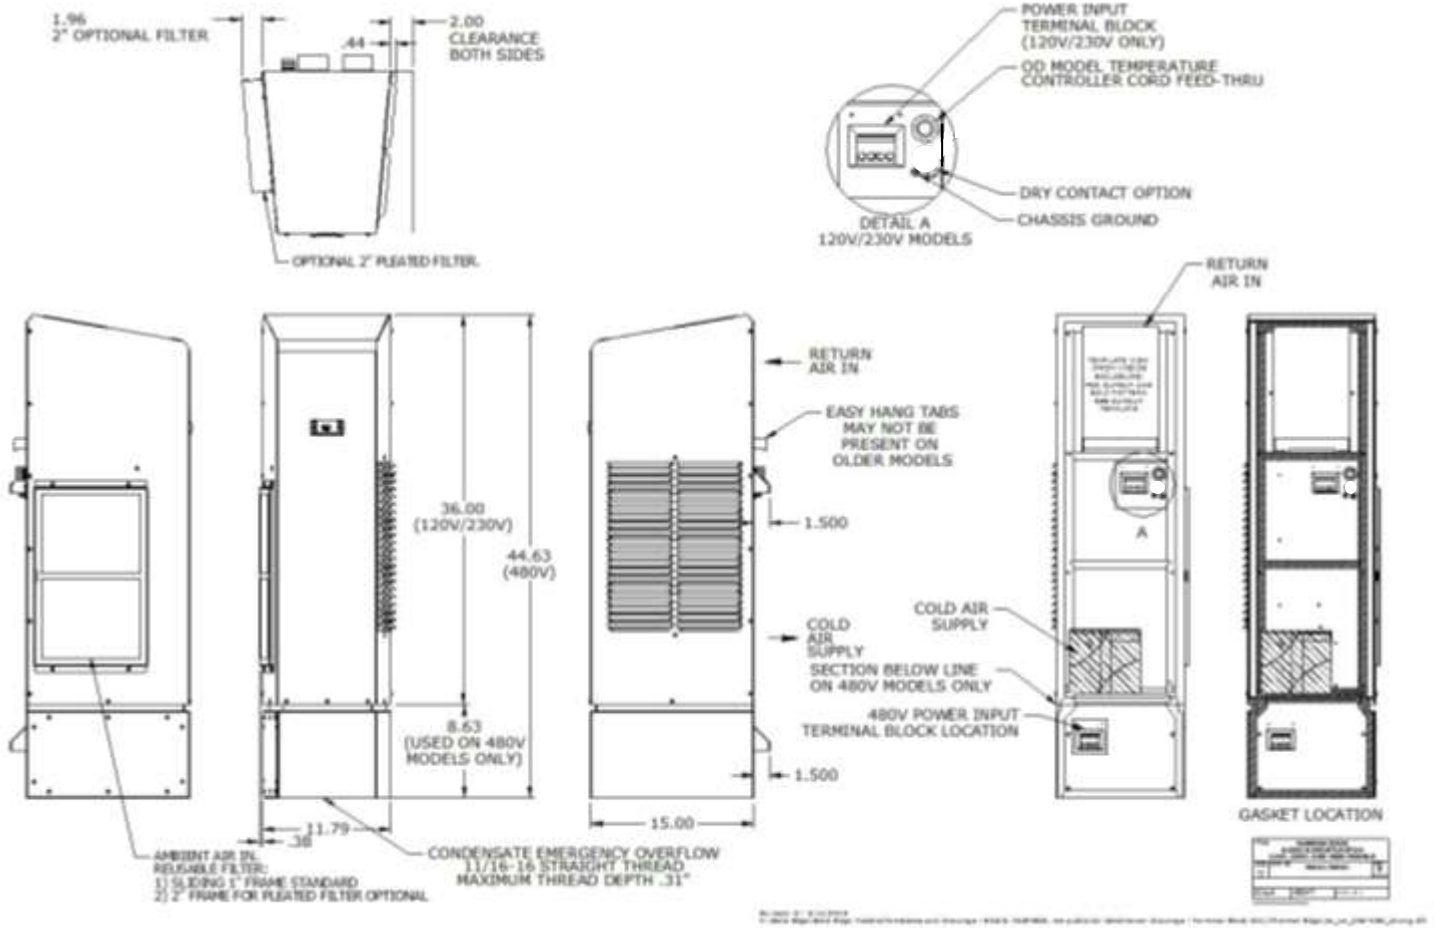 1.96
2" OPTIONAL FILTER
2.00
CLEARANCE
BOTH SIDES
.44
OPTIONAL 2" PLEATED FILTER.
POWER INPUT
TERMINAL BLOCK
(120V/230V ONLY)
OD MODEL TEMPERATURE
CONTROLLER CORD FEED-THRU
DRY CONTACT OPTION
CHASSIS GROUND
DETAIL A
120V/230V MODELS
RETURN
AIR IN
RETURN
AIR IN
EASY HANG TABS
MAY NOT BE
PRESENT ON
OLDER MODELS
36.00
(120V/230V)
44.63
(480V)
1.500
A
COLD
AIR
SUPPLY
COLD AIR
SUPPLY
SECTION BELOW LINE
ON 480V MODELS ONLY
480V POWER INPUT
TERMINAL BLOCK LOCATION
8.63
(USED ON 480V
MODELS ONLY)
1.500
15.00
11.79
.38
GASKET LOCATION
AMBIENT AIR IN.
REUSABLE FILTER:
1) SLIDING 1" FRAME STANDARD
2) 2" FRAME FOR PLEATED FILTER OPTIONAL
CONDENSATE EMERGENCY OVERFLOW
11/16-16 STRAIGHT THREAD
MAXIMUM THREAD DEPTH .31"